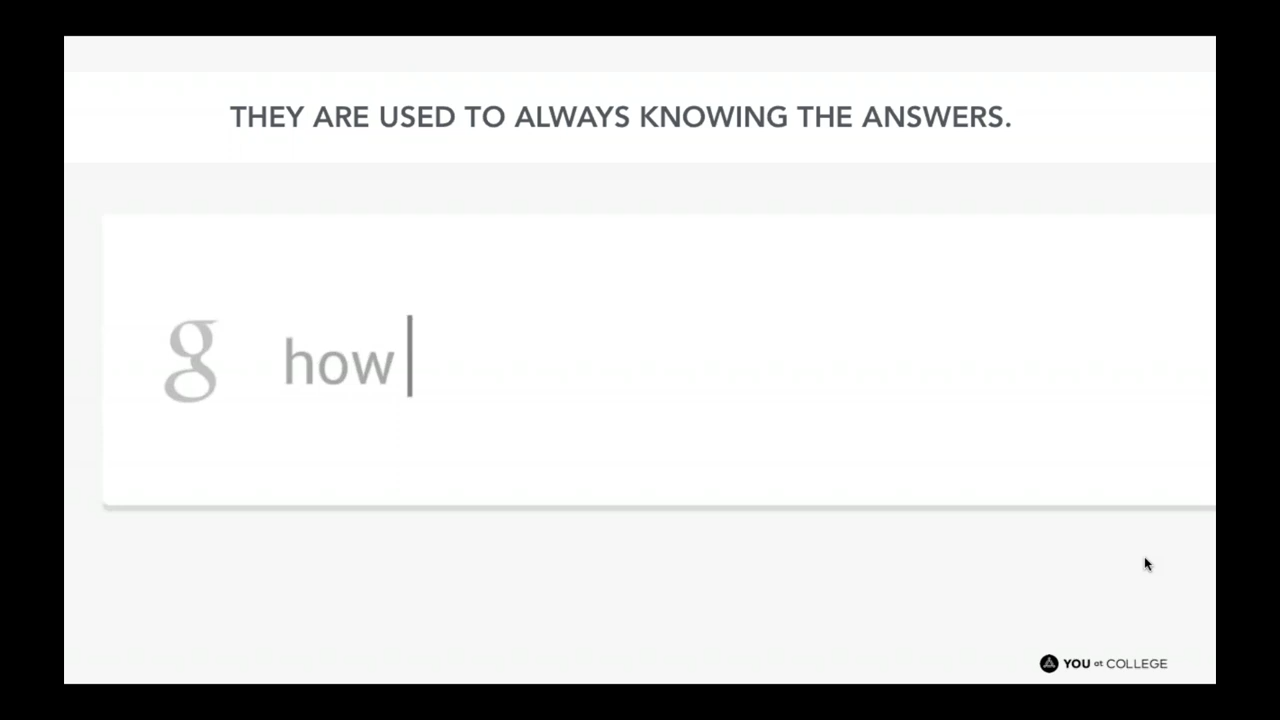 THEY ARE USED TO ALWAYS KNOWING THE ANSWERS.
g how
YOU at COLLEGE